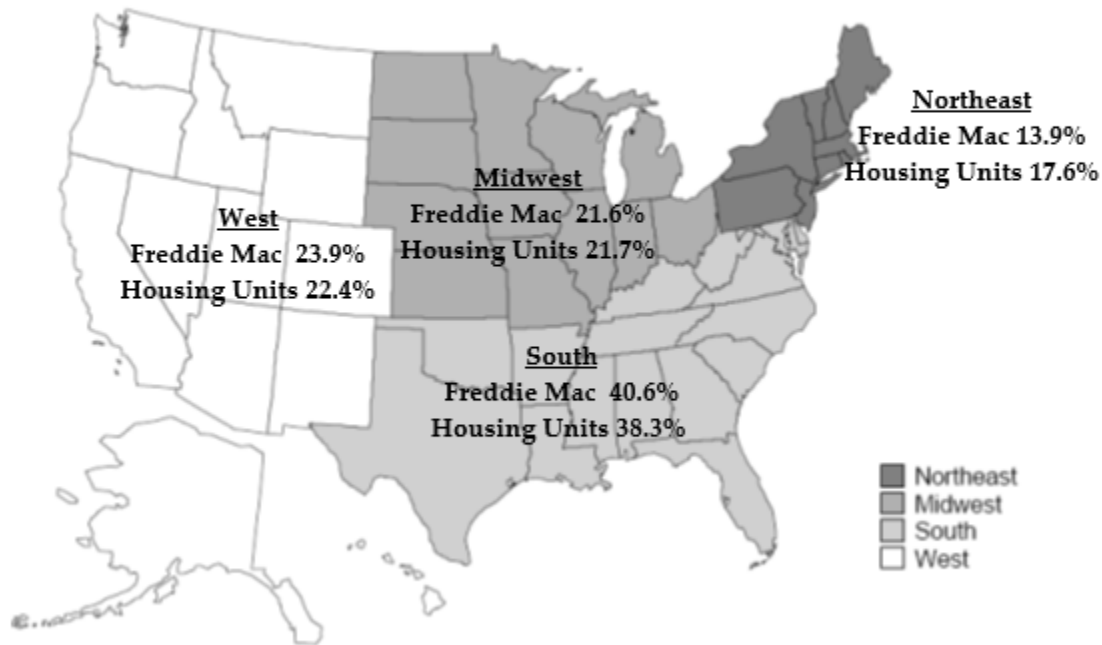 Northeast
Freddie Mac 13.9%
Housing Units 17.6%
Midwest
Freddie Mac 21.6%
Housing Units 21.7%
West
Freddie Mac 23.9%
Housing Units 22.4%
South
Freddie Mac 40.6%
Housing Units 38.3%
Northeast
Midwest
South
West